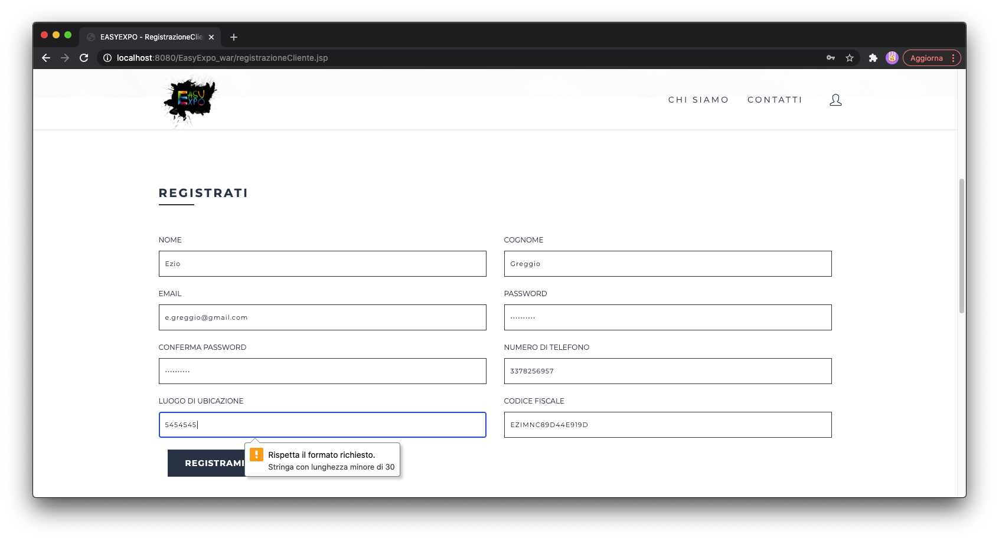 EASYEXPO - RegistrazioneClie
localhost:8080/EasyExpo_war/registrazioneCliente.jsp
Aggiorna
EASY
EXPO
CHI SIAMO
CONTATTI
REGISTRATI
NOME
COGNOME
Ezio
Greggio
EMAIL
PASSWORD
e.greggio@gmail.com
··········
CONFERMA PASSWORD
NUMERO DI TELEFONO
··········
3378256957
LUOGO DI UBICAZIONE
CODICE FISCALE
5454545
EZIMNC89D44E919D
REGISTRAMI
Rispetta il formato richiesto.
Stringa con lunghezza minore di 30